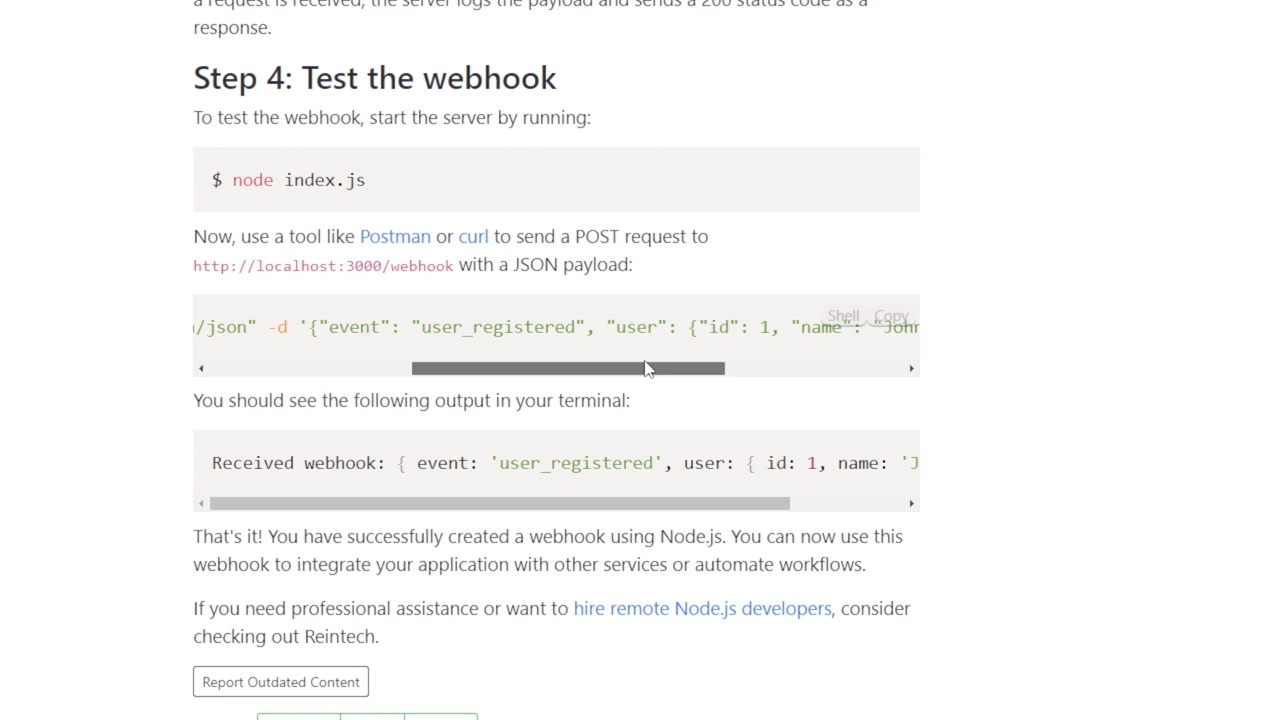 a request is received, the server logs the payload and sends a 200 status code as a
response.
Step 4: Test the webhook
To test the webhook, start the server by running:
$ node index.js
Now, use a tool like Postman or curl to send a POST request to
http://localhost:3000/webhook with a JSON payload:
Shell Copy
/json" -d '{"event": "user_registered", "user": {"id": 1, "name": "John
You should see the following output in your terminal:
Received webhook: { event: 'user_registered', user: { id: 1, name: 'J
That's it! You have successfully created a webhook using Node.js. You can now use this
webhook to integrate your application with other services or automate workflows.
If you need professional assistance or want to hire remote Node.js developers, consider
checking out Reintech.
Report Outdated Content